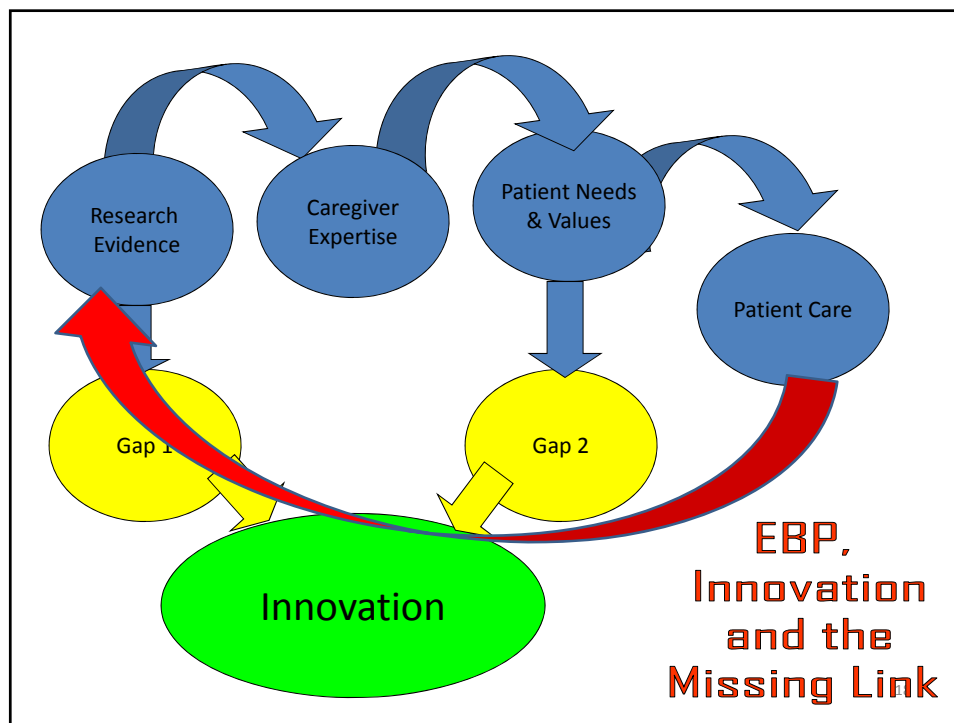 Research
Evidence
Caregiver
Expertise
Patient Needs
& Values
Patient Care
Gap 1
Gap 2
Innovation
EBP,
Innovation
and the
Missing Link